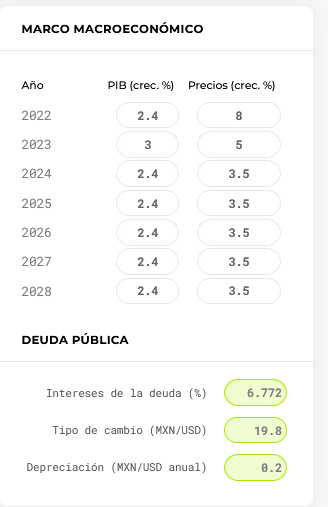 MARCO MACROECONÓMICO
Año PIB (crec. %) Precios (crec. %)
2022 2.4 8
2023 3 5
2024 2.4 3.5
2025 2.4 3.5
2026 2.4 3.5
2027 2.4 3.5
2028 2.4 3.5
DEUDA PÚBLICA
Intereses de la deuda (%) 6.772
Tipo de cambio (MXN/USD) 19.8
Depreciación (MXN/USD anual) 0.2